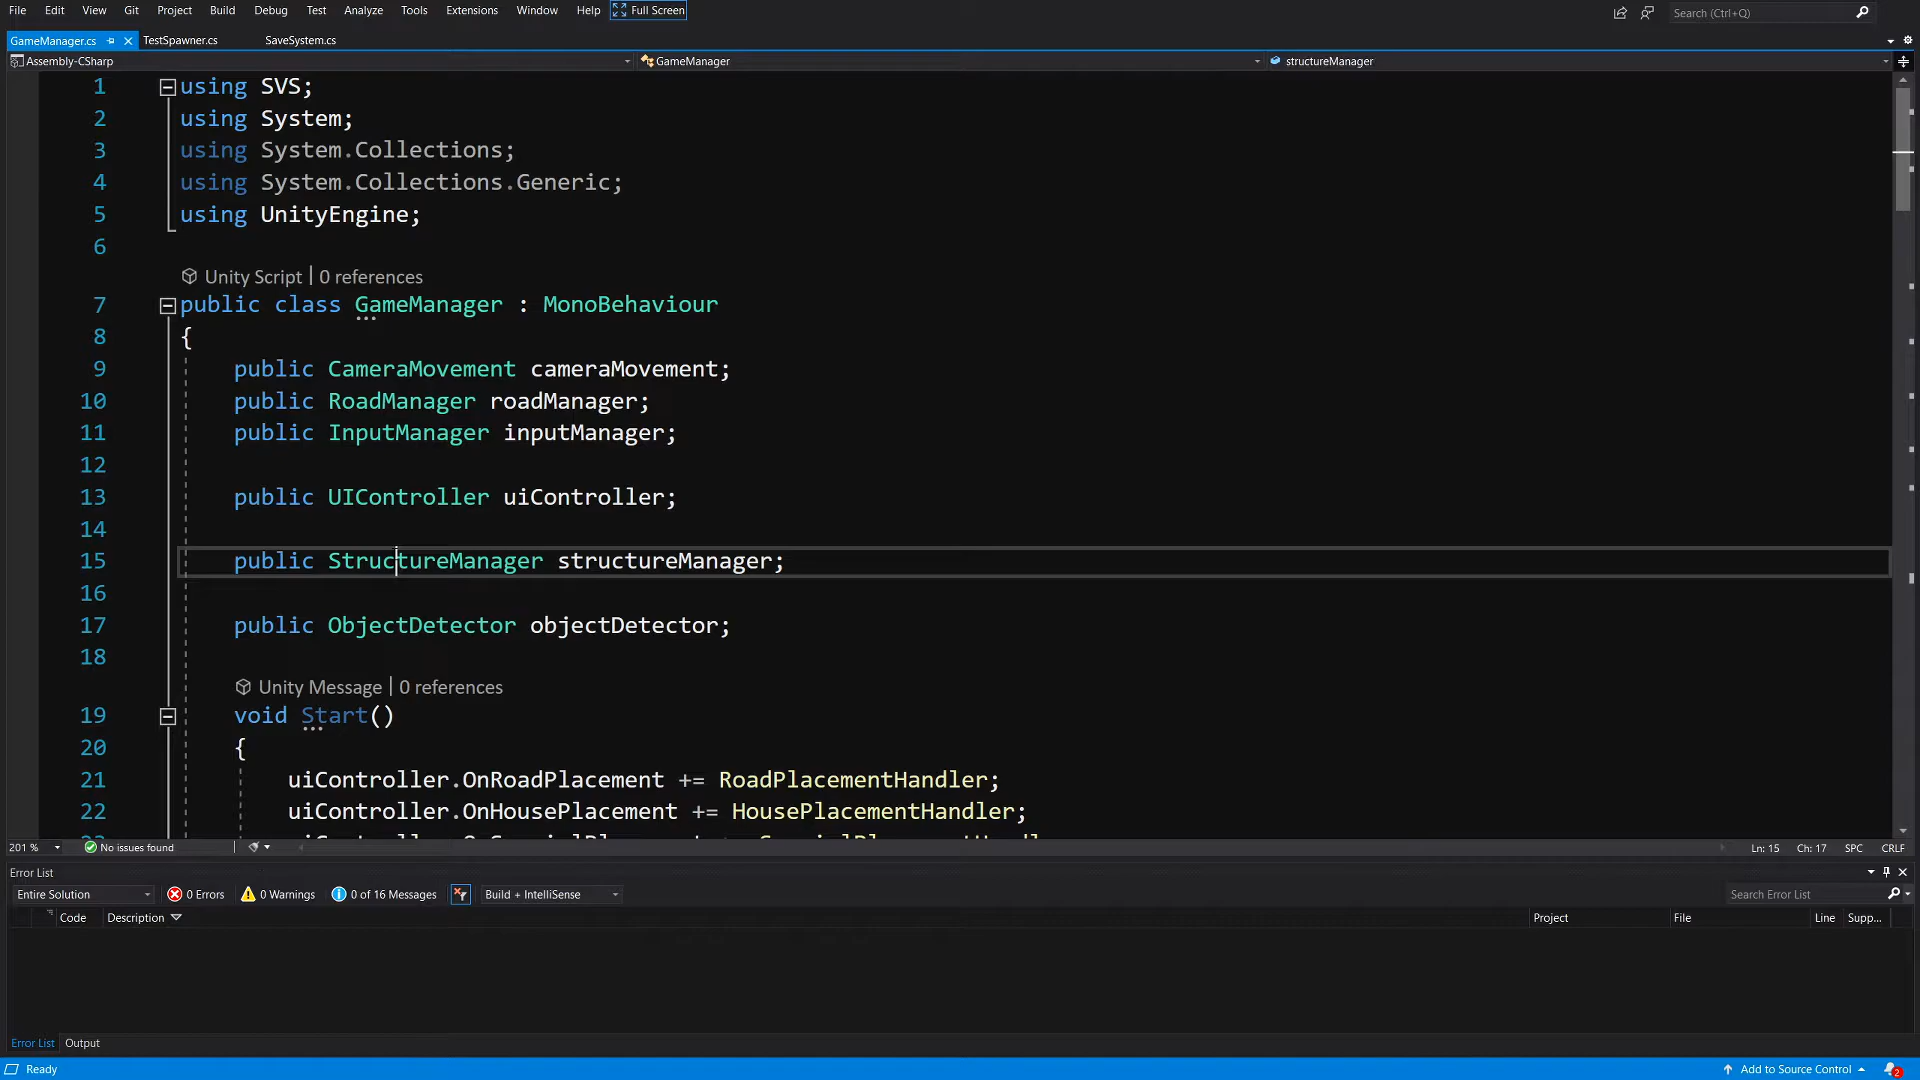 File Edit View Git Project Build Debug Test Analyze Tools Extensions Window Help Full Screen Search (Ctrl+Q)
GameManager.cs TestSpawner.cs SaveSystem.cs
Assembly-CSharp GameManager structureManager
1 using SVS;
2 using System;
3 using System.Collections;
4 using System.Collections.Generic;
5 using UnityEngine;
6
Unity Script | 0 references
7 public class GameManager : MonoBehaviour
8 {
9 public CameraMovement cameraMovement;
10 public RoadManager roadManager;
11 public InputManager inputManager;
12
13 public UIController uiController;
14
15 public StructureManager structureManager;
16
17 public ObjectDetector objectDetector;
18
Unity Message | 0 references
19 void Start()
20 {
21 uiController.OnRoadPlacement += RoadPlacementHandler;
22 uiController.OnHousePlacement += HousePlacementHandler;
201 % No issues found Ln: 15 Ch: 17 SPC CRLF
Error List
Entire Solution 0 Errors 0 Warnings 0 of 16 Messages Build + IntelliSense Search Error List
Code Description Project File Line Supp...
Error List Output
Ready Add to Source Control 2